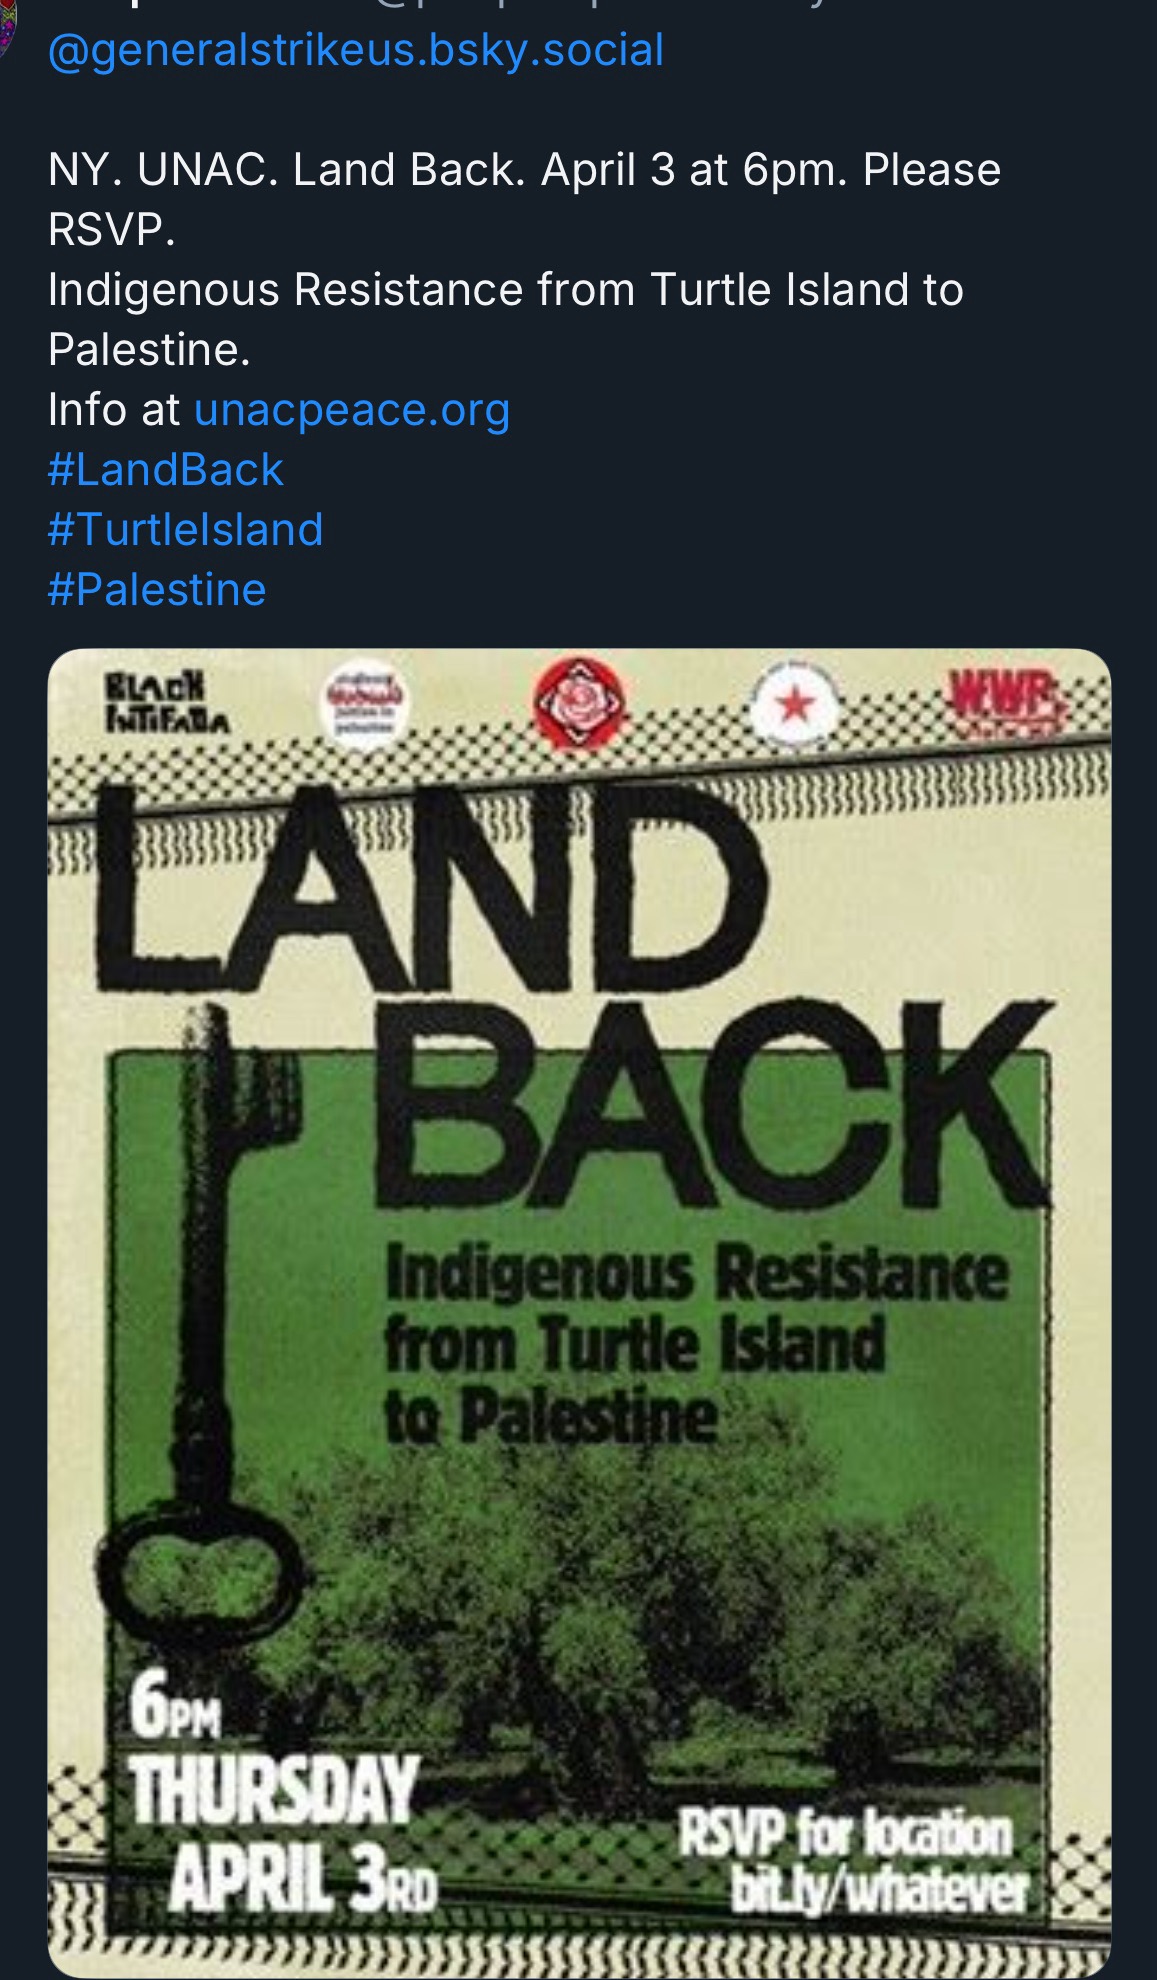 @generalstrikeus.bsky.social
NY. UNAC. Land Back. April 3 at 6pm. Please
RSVP.
Indigenous Resistance from Turtle Island to
Palestine.
Info at unacpeace.org
#LandBack
#TurtleIsland
#Palestine
BLACK
INTIFADA
WWP
LAND
BACK
Indigenous Resistance
from Turtle Island
to Palestine
6PM
THURSDAY
APRIL 3RD
RSVP for location
bit.ly/whatever